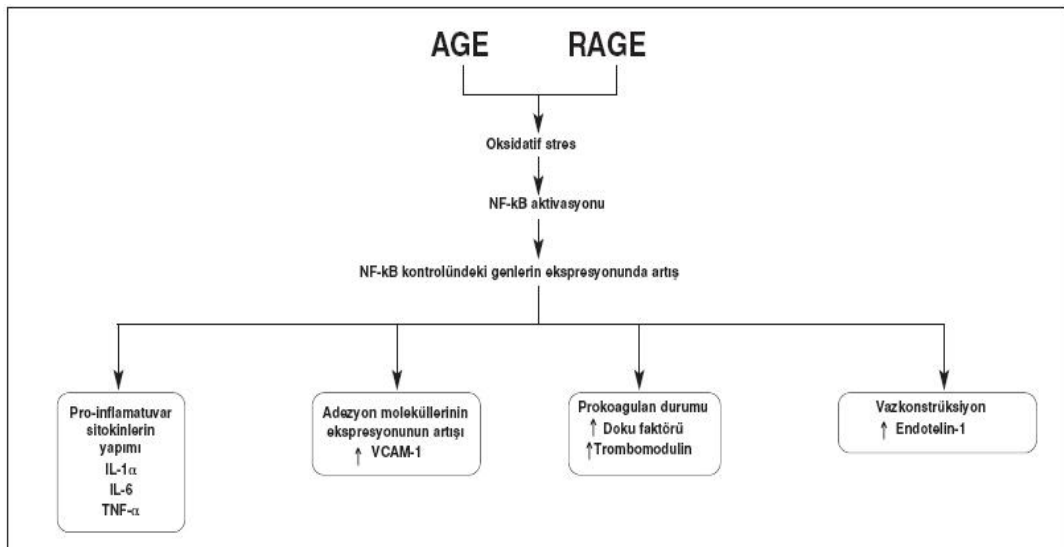 AGE RAGE
Oksidatif stres
NF-kB aktivasyonu
NF-kB kontrolündeki genlerin ekspresyonunda artış
Pro-inflamatuvar
sitokinlerin
yapımı
IL-1α
IL-6
TNF-α
Adezyon moleküllerinin
ekspresyonunun artışı
↑ VCAM-1
Prokoagulan durumu
↑ Doku faktörü
↑Trombomodulin
Vazkonstrüksiyon
↑ Endotelin-1